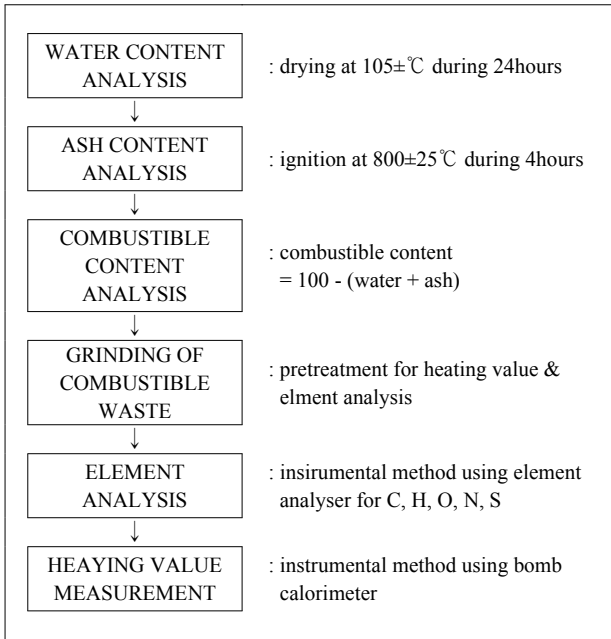 WATER CONTENT
ANALYSIS
: drying at 105±℃ during 24hours
↓
ASH CONTENT
ANALYSIS
: ignition at 800±25℃ during 4hours
↓
COMBUSTIBLE
CONTENT
ANALYSIS
: combustible content
= 100 - (water + ash)
↓
GRINDING OF
COMBUSTIBLE
WASTE
: pretreatment for heating value &
elment analysis
↓
ELEMENT
ANALYSIS
: insirumental method using element
analyser for C, H, O, N, S
↓
HEAYING VALUE
MEASUREMENT
: instrumental method using bomb
calorimeter